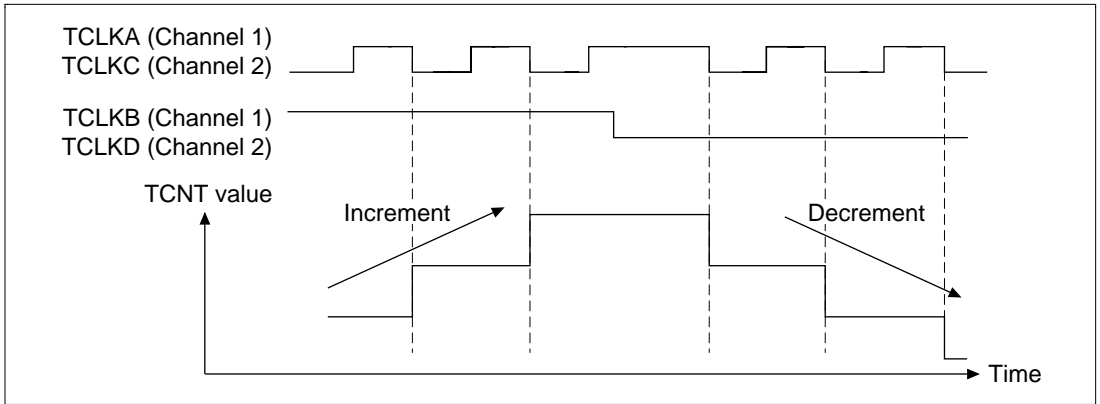 TCLKA (Channel 1)
TCLKC (Channel 2)
TCLKB (Channel 1)
TCLKD (Channel 2)
TCNT value
Increment
Decrement
Time